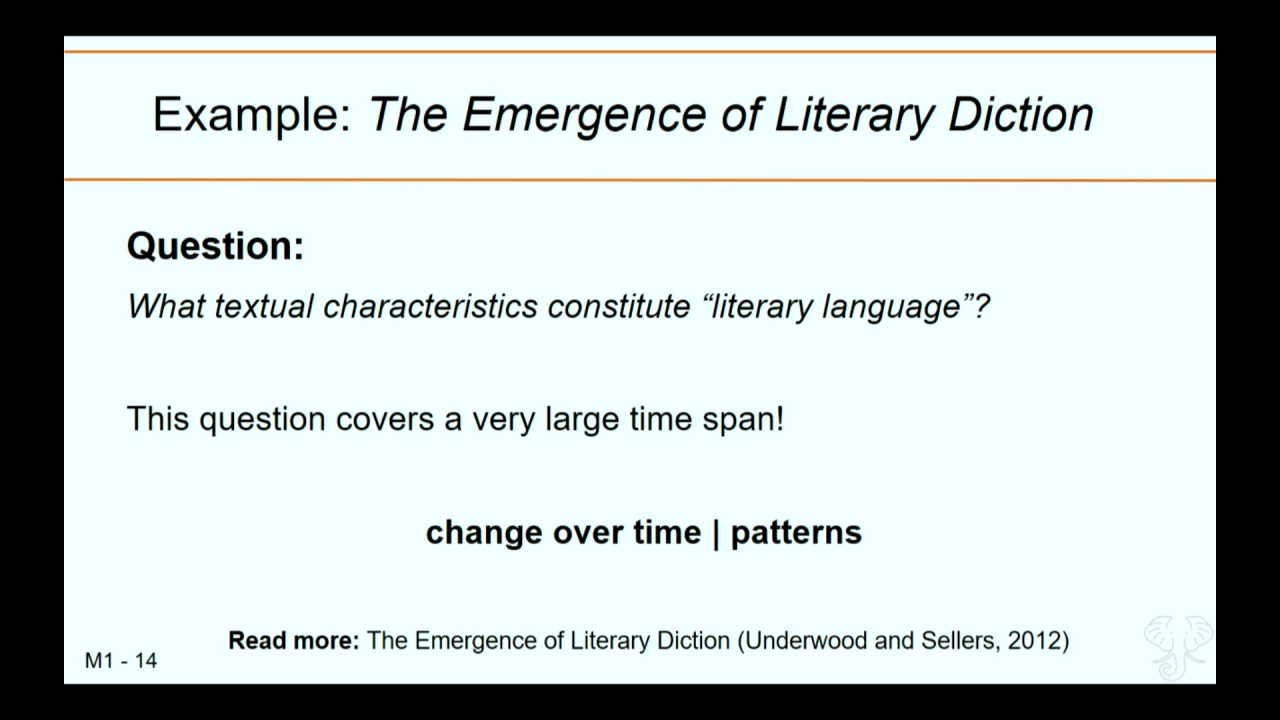 Example: The Emergence of Literary Diction
Question:
What textual characteristics constitute “literary language”?
This question covers a very large time span!
change over time | patterns
Read more: The Emergence of Literary Diction (Underwood and Sellers, 2012)
M1 - 14